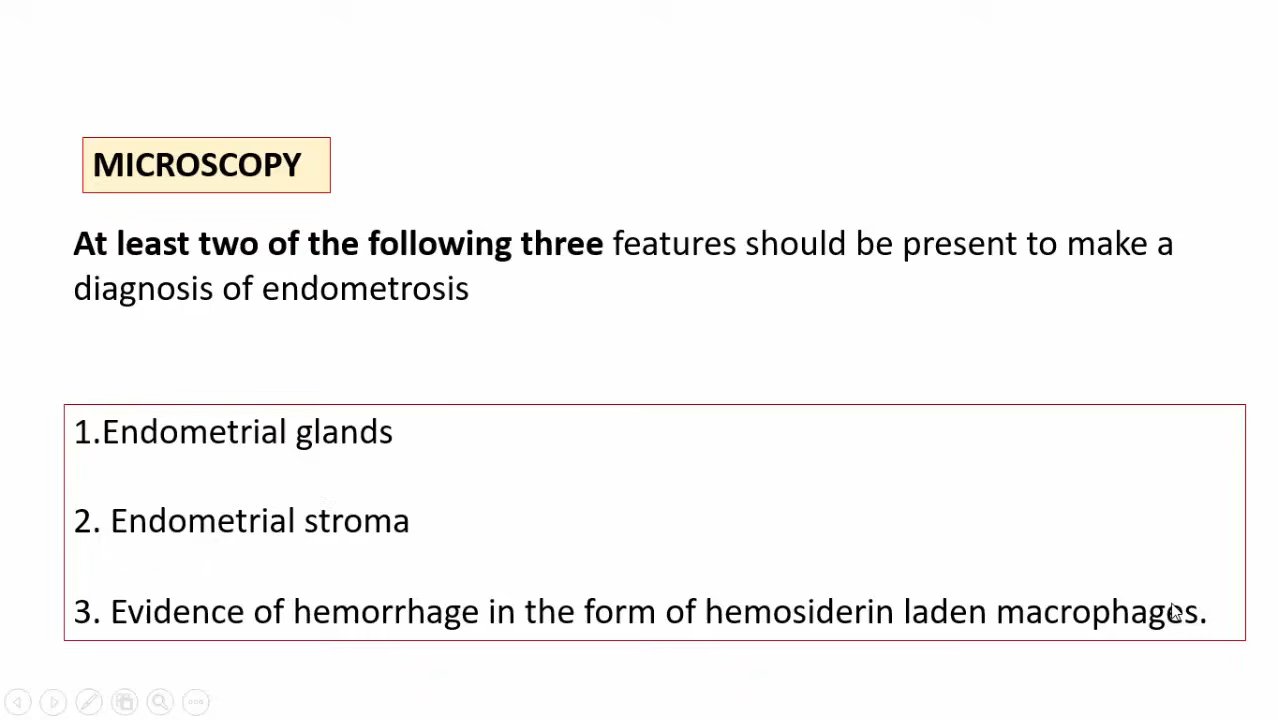 MICROSCOPY
At least two of the following three features should be present to make a
diagnosis of endometrosis
1.Endometrial glands
2. Endometrial stroma
3. Evidence of hemorrhage in the form of hemosiderin laden macrophages.